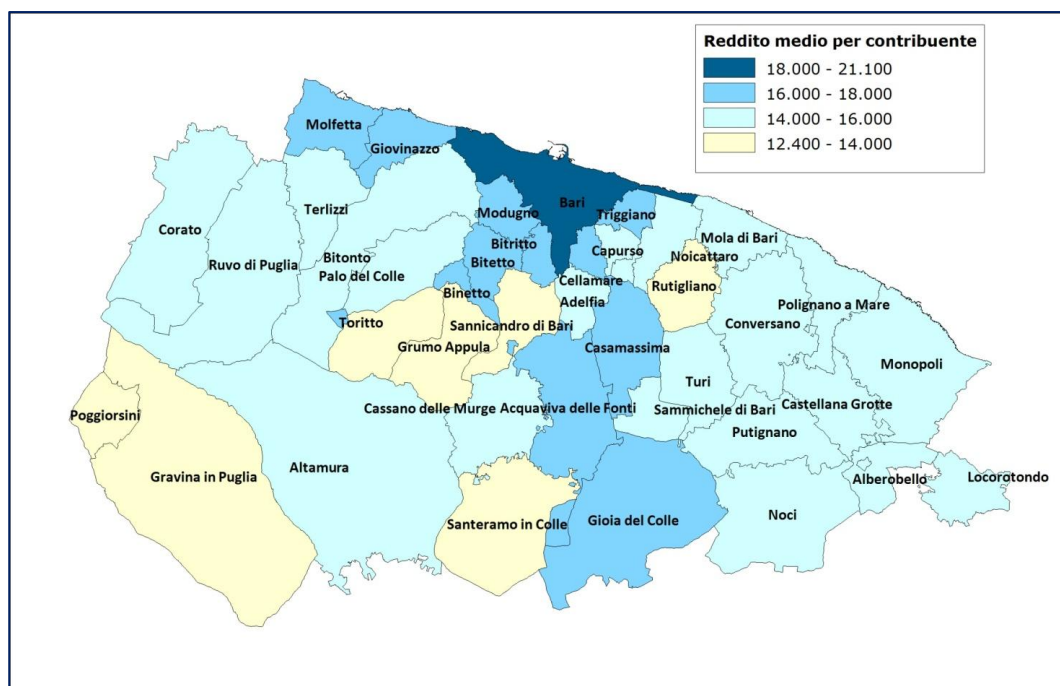 Reddito medio per contribuente
18.000 - 21.100
16.000 - 18.000
14.000 - 16.000
12.400 - 14.000
Molfetta
Giovinazzo
Bari
Modugno
Triggiano
Terlizzi
Corato
Bitonto
Ruvo di Puglia
Palo del Colle
Bitritto
Bitetto
Capurso
Mola di Bari
Noicattaro
Cellamare
Binetto
Adelfia
Rutigliano
Polignano a Mare
Toritto
Sannicandro di Bari
Conversano
Grumo Appula
Casamassima
Monopoli
Turi
Poggiorsini
Cassano delle Murge
Acquaviva delle Fonti
Sammichele di Bari
Castellana Grotte
Putignano
Altamura
Gravina in Puglia
Alberobello
Locorotondo
Santeramo in Colle
Gioia del Colle
Noci